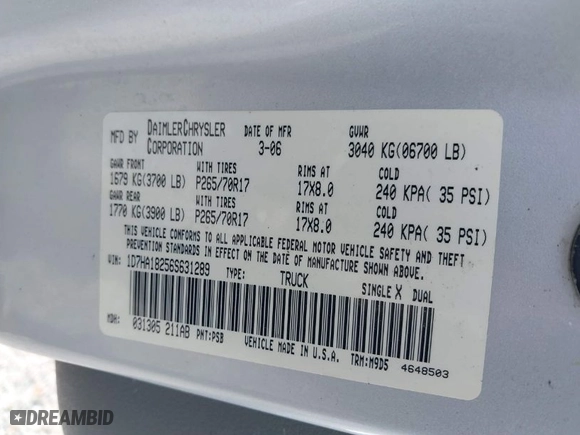 MFD BY DAIMLERCHRYSLER CORPORATION DATE OF MFR 3-06 GVWR 3040 KG(06700 LB)
GAWR FRONT WITH TIRES RIMS AT COLD
1679 KG(3700 LB) P265/70R17 17X8.0 240 KPA( 35 PSI)
GAWR REAR WITH TIRES RIMS AT COLD
1770 KG(3900 LB) P265/70R17 17X8.0 240 KPA( 35 PSI)
THIS VEHICLE CONFORMS TO ALL APPLICABLE FEDERAL MOTOR VEHICLE SAFETY AND THEFT
PREVENTION STANDARDS IN EFFECT ON THE DATE OF MANUFACTURE SHOWN ABOVE.
VIN: 1D7HA18256S631289 TYPE: TRUCK SINGLE X DUAL
MDH: 031305 211AB PNT:PSB VEHICLE MADE IN U.S.A. TRM:M9D5 4648503
DREAMBID